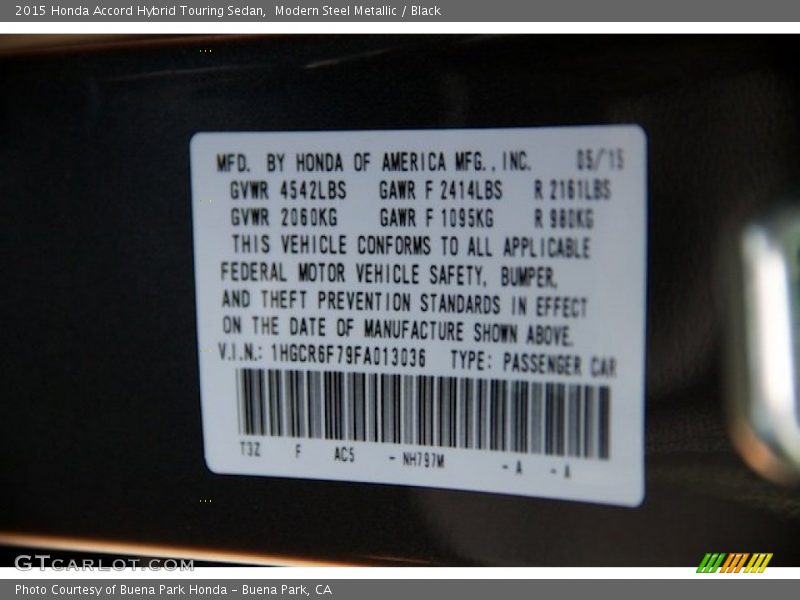 2015 Honda Accord Hybrid Touring Sedan,  Modern Steel Metallic / Black
MFD. BY HONDA OF AMERICA MFG., INC. 05/15
GVWR 4542LBS GAWR F 2414LBS R 2161LBS
GVWR 2060KG GAWR F 1095KG R 980KG
THIS VEHICLE CONFORMS TO ALL APPLICABLE
FEDERAL MOTOR VEHICLE SAFETY, BUMPER,
AND THEFT PREVENTION STANDARDS IN EFFECT
ON THE DATE OF MANUFACTURE SHOWN ABOVE.
V.I.N.: 1HGCR6F79FA013036 TYPE: PASSENGER CAR
T3Z F AC5 - NH797M - A - A
GTCARLOT.COM
Photo Courtesy of Buena Park Honda - Buena Park, CA